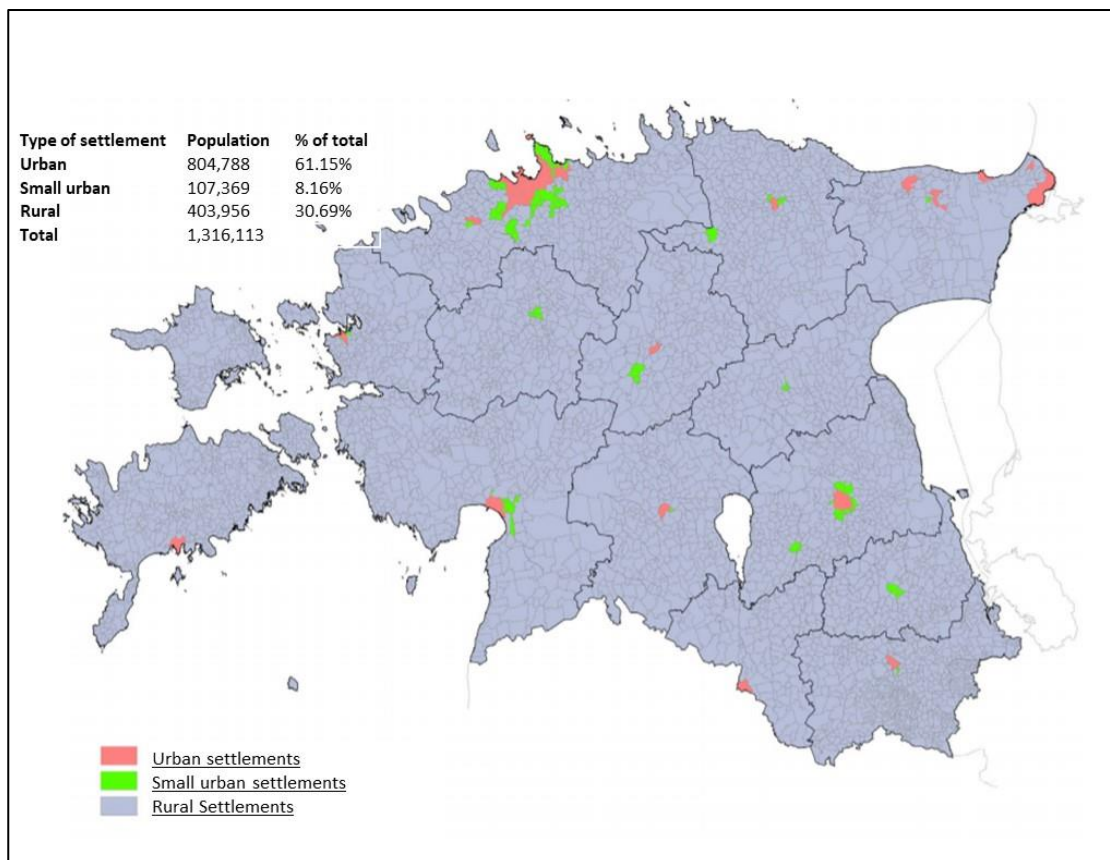 Type of settlement Population % of total
Urban 804,788 61.15%
Small urban 107,369 8.16%
Rural 403,956 30.69%
Total 1,316,113
Urban settlements
Small urban settlements
Rural Settlements